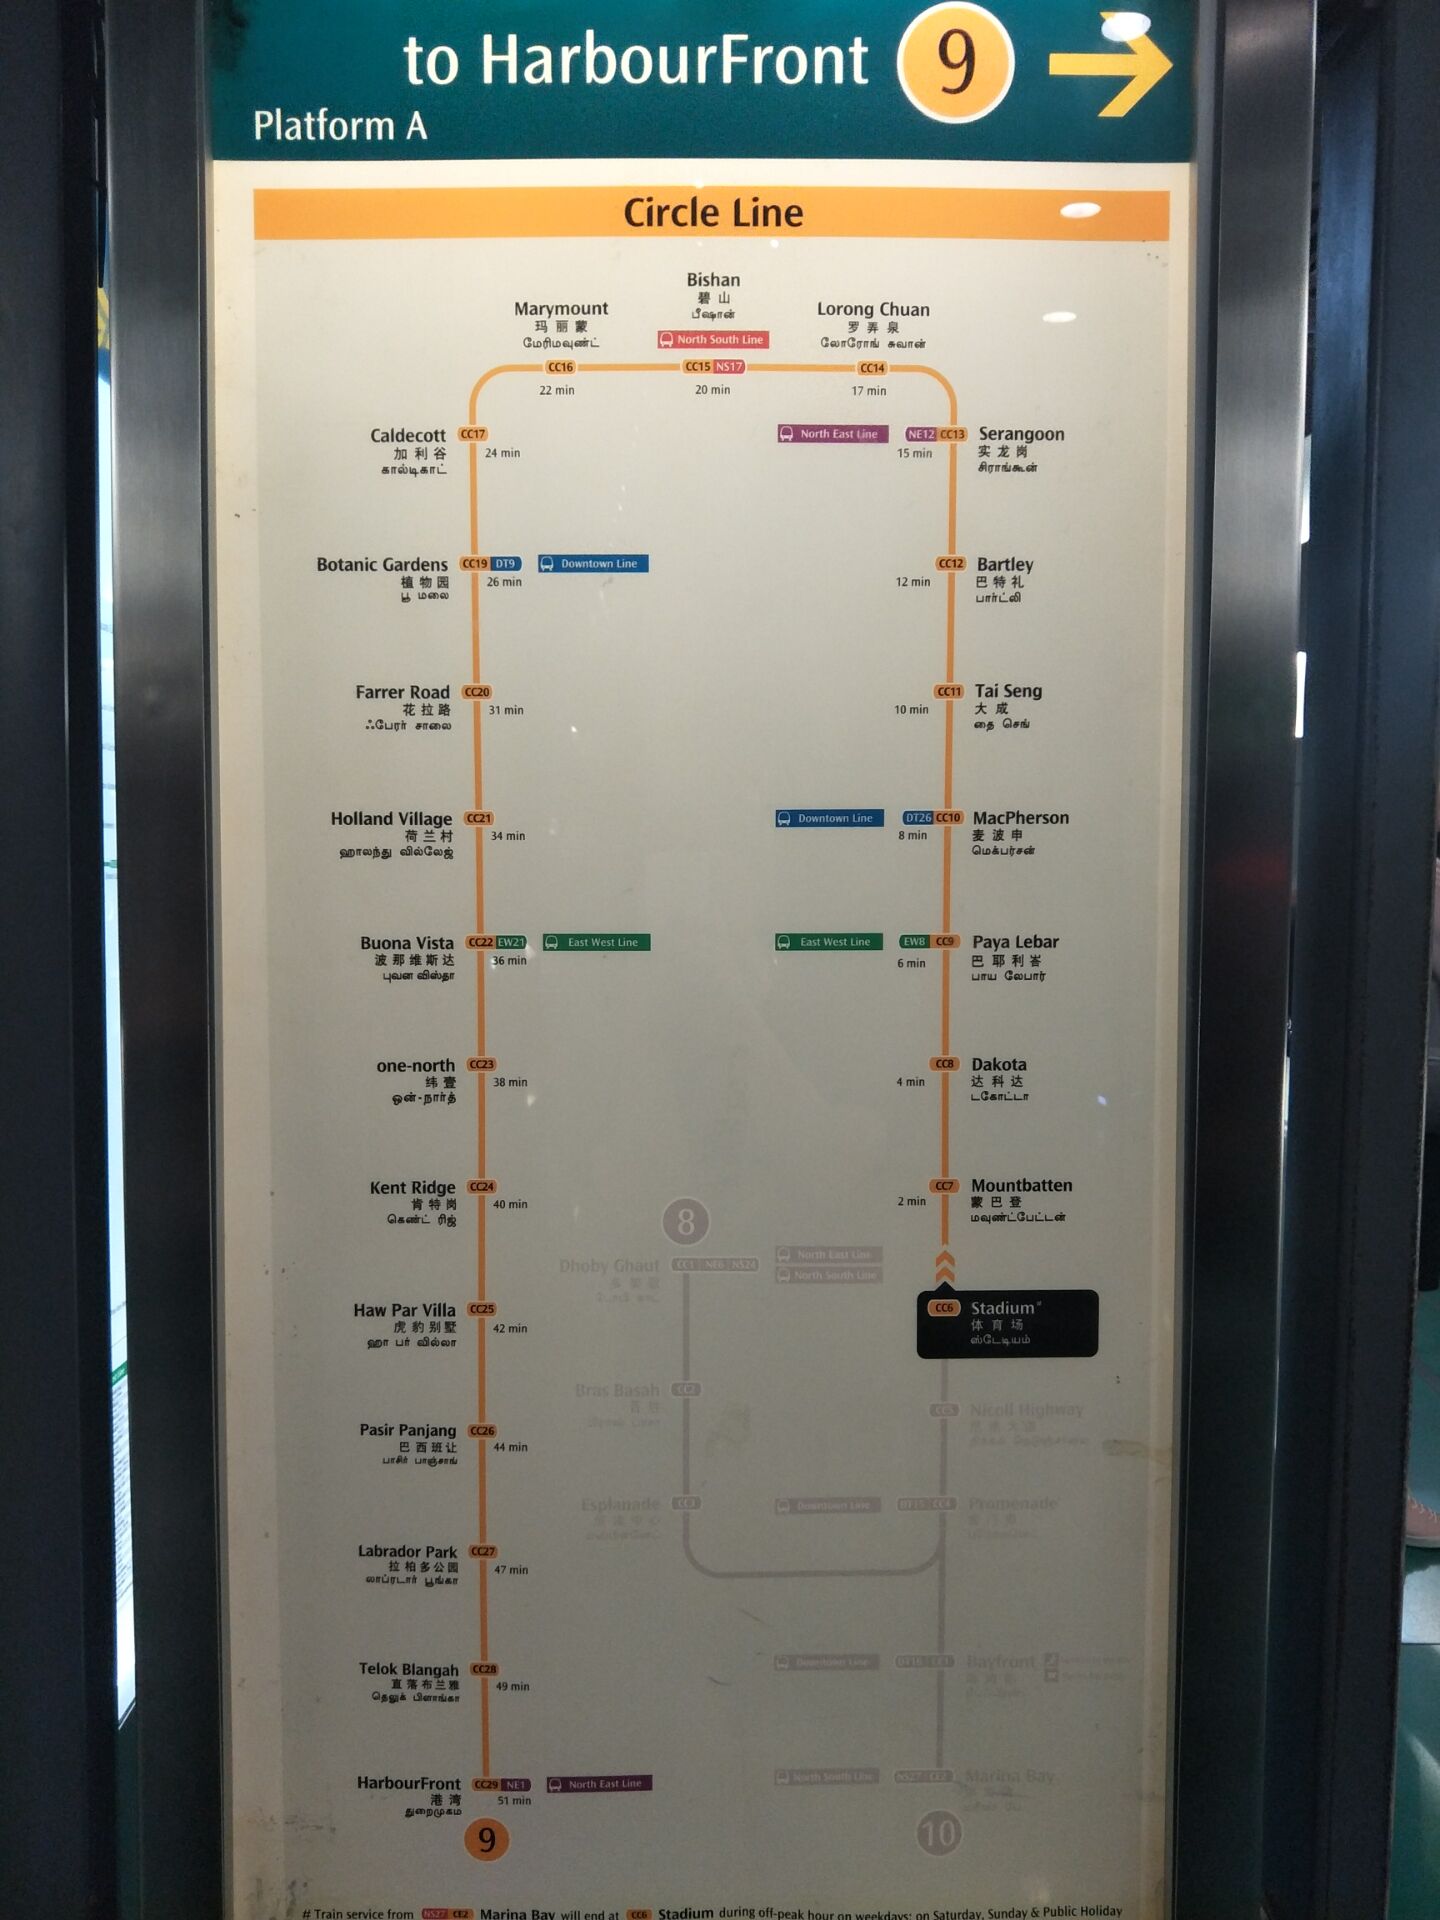 to HarbourFront 9
Platform A
Circle Line
Bishan
碧山
பீஷான்
North South Line
CC15 NS17
20 min
Marymount
玛丽蒙
மேரிமவுண்ட்
CC16
22 min
Lorong Chuan
罗弄泉
லோரோங் சுவான்
CC14
17 min
Caldecott
加利谷
கால்டிகாட்
CC17
24 min
North East Line
NE12 CC13
15 min
Serangoon
实龙岗
சிராங்கூன்
Botanic Gardens
植物园
பூ மலை
CC19 DT9
26 min
Downtown Line
CC12
12 min
Bartley
巴特礼
பார்ட்லி
Farrer Road
花拉路
ஃபேரர் சாலை
CC20
31 min
CC11
10 min
Tai Seng
大成
தை செங்
Holland Village
荷兰村
ஹாலந்து வில்லேஜ்
CC21
34 min
Downtown Line
DT26 CC10
8 min
MacPherson
麦波申
மெக்பர்சன்
Buona Vista
波那维斯达
புவன விஸ்தா
CC22 EW21
36 min
East West Line
East West Line
EW8 CC9
6 min
Paya Lebar
巴耶利峇
பாய லேபார்
one-north
纬壹
ஒன்-நார்த்
CC23
38 min
CC8
4 min
Dakota
达科达
டகோட்டா
Kent Ridge
肯特岗
கெண்ட் ரிஜ்
CC24
40 min
CC7
2 min
Mountbatten
蒙巴登
மவுண்ட்பேட்டன்
8
Dhoby Ghaut
CC1 NE6 NS24
North East Line
North South Line
Haw Par Villa
虎豹别墅
ஹா பர் வில்லா
CC25
42 min
CC6
Stadium#
体育场
ஸ்டேடியம்
Bras Basah
CC2
CC5
Nicoll Highway
Pasir Panjang
巴西班让
பாசிர் பாஞ்சாங்
CC26
44 min
Esplanade
CC3
Downtown Line
DT15 CC4
Promenade
Labrador Park
拉柏多公园
லாப்ரடார் பூங்கா
CC27
47 min
Downtown Line
DT16 CE1
Bayfront
Telok Blangah
直落布兰雅
தெலுக் பிளாங்கா
CC28
49 min
HarbourFront
港湾
துறைமுகம்
CC29 NE1
51 min
North East Line
9
North South Line
NS27 CE2
Marina Bay
10
# Train service from NS27 CE2 Marina Bay will end at CC6 Stadium during off-peak hour on weekdays; on Saturday, Sunday & Public Holiday